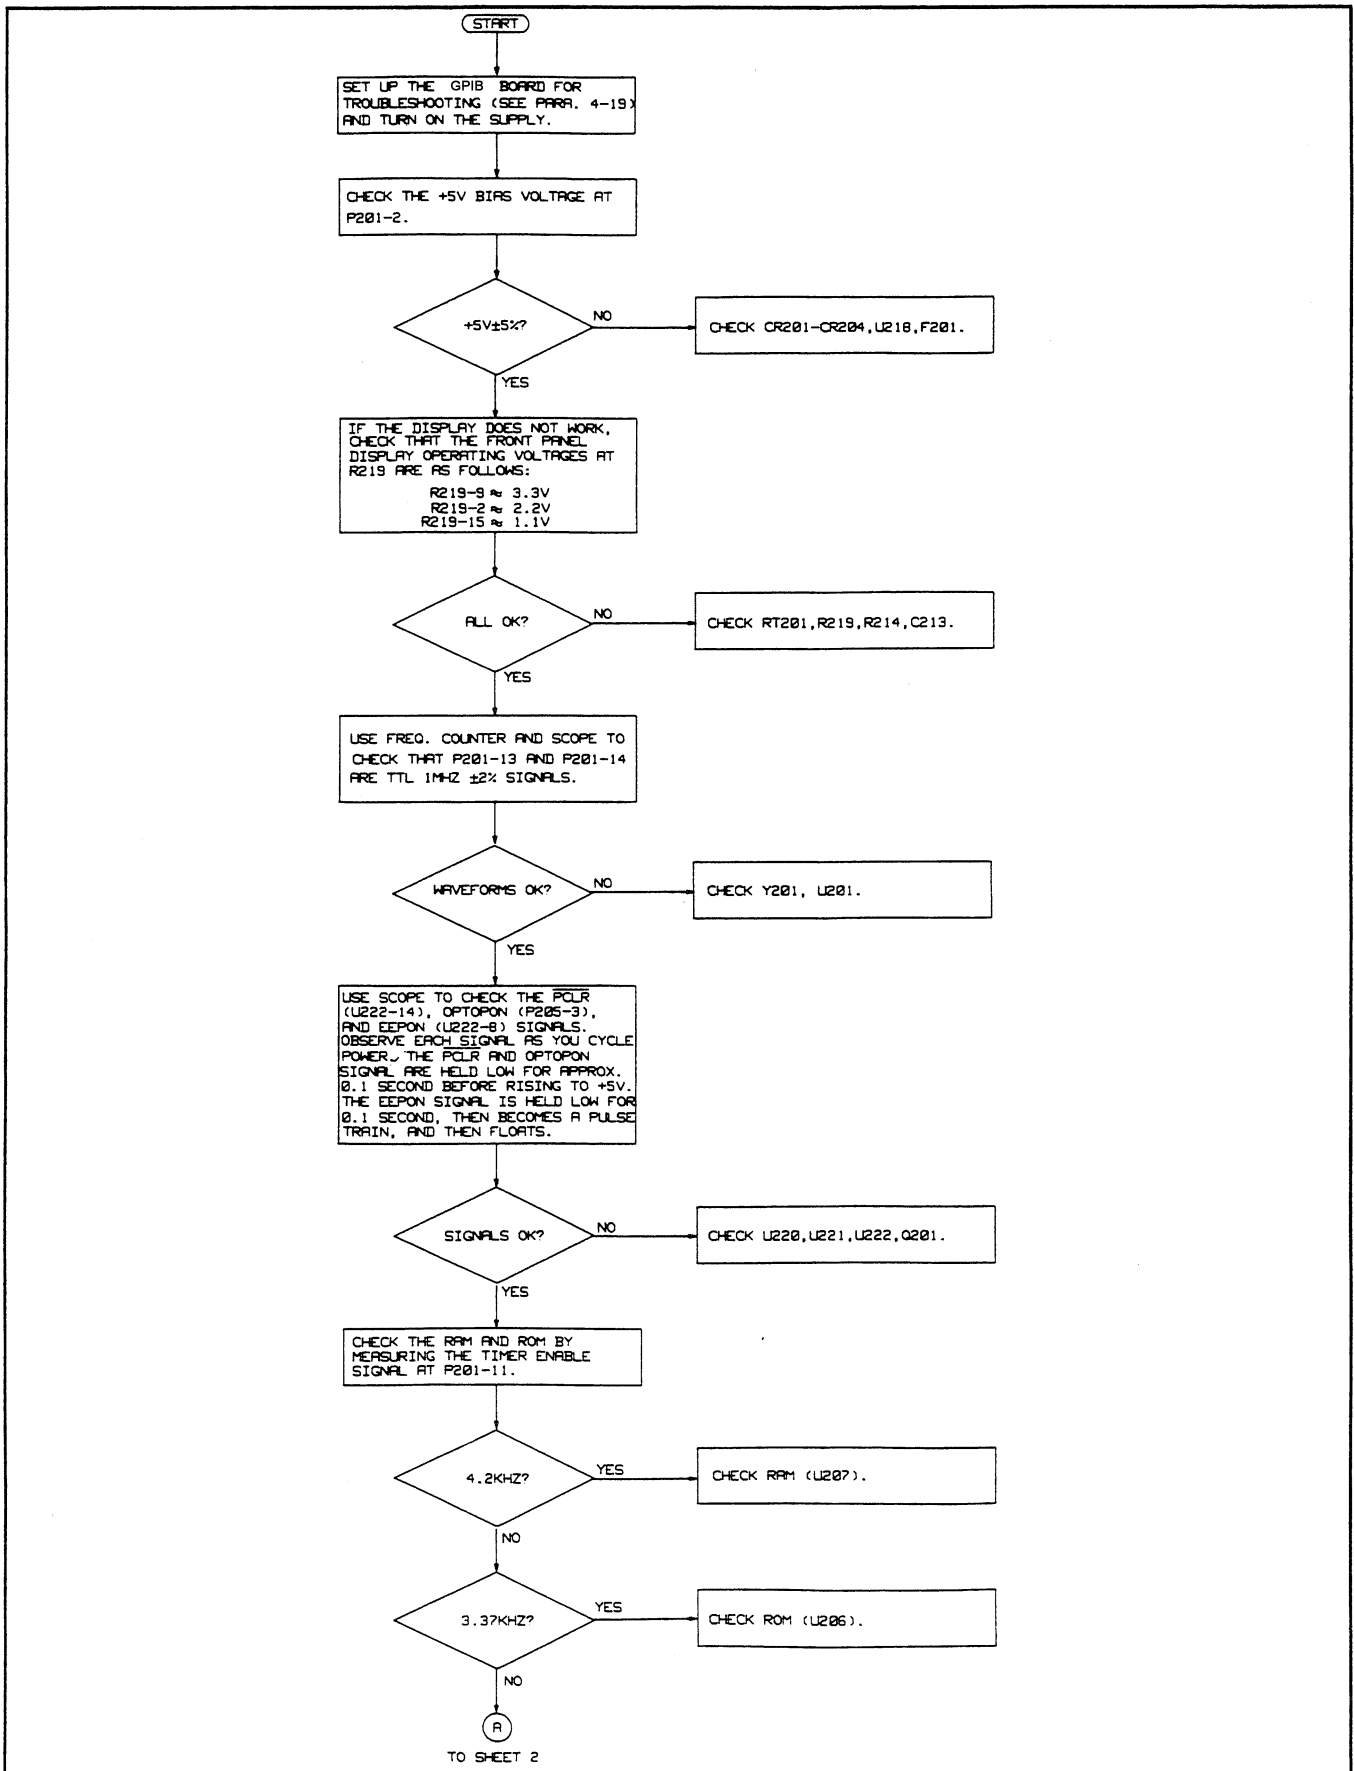 START
SET UP THE GPIB BOARD FOR
TROUBLESHOOTING (SEE PARA. 4-19)
AND TURN ON THE SUPPLY.
CHECK THE +5V BIAS VOLTAGE AT
P201-2.
+5V±5%?
NO
CHECK CR201-CR204,U218,F201.
YES
IF THE DISPLAY DOES NOT WORK,
CHECK THAT THE FRONT PANEL
DISPLAY OPERATING VOLTAGES AT
R219 ARE AS FOLLOWS:
R219-9 ≈ 3.3V
R219-2 ≈ 2.2V
R219-15 ≈ 1.1V
ALL OK?
NO
CHECK RT201,R219,R214,C213.
YES
USE FREQ. COUNTER AND SCOPE TO
CHECK THAT P201-13 AND P201-14
ARE TTL 1MHZ ±2% SIGNALS.
WAVEFORMS OK?
NO
CHECK Y201, U201.
YES
USE SCOPE TO CHECK THE PCLR
(U222-14), OPTOPON (P205-3),
AND EEPON (U222-8) SIGNALS.
OBSERVE EACH SIGNAL AS YOU CYCLE
POWER. THE PCLR AND OPTOPON
SIGNAL ARE HELD LOW FOR APPROX.
0.1 SECOND BEFORE RISING TO +5V.
THE EEPON SIGNAL IS HELD LOW FOR
0.1 SECOND, THEN BECOMES A PULSE
TRAIN, AND THEN FLOATS.
SIGNALS OK?
NO
CHECK U220,U221,U222,Q201.
YES
CHECK THE RAM AND ROM BY
MEASURING THE TIMER ENABLE
SIGNAL AT P201-11.
4.2KHZ?
YES
CHECK RAM (U207).
NO
3.37KHZ?
YES
CHECK ROM (U206).
NO
A
TO SHEET 2